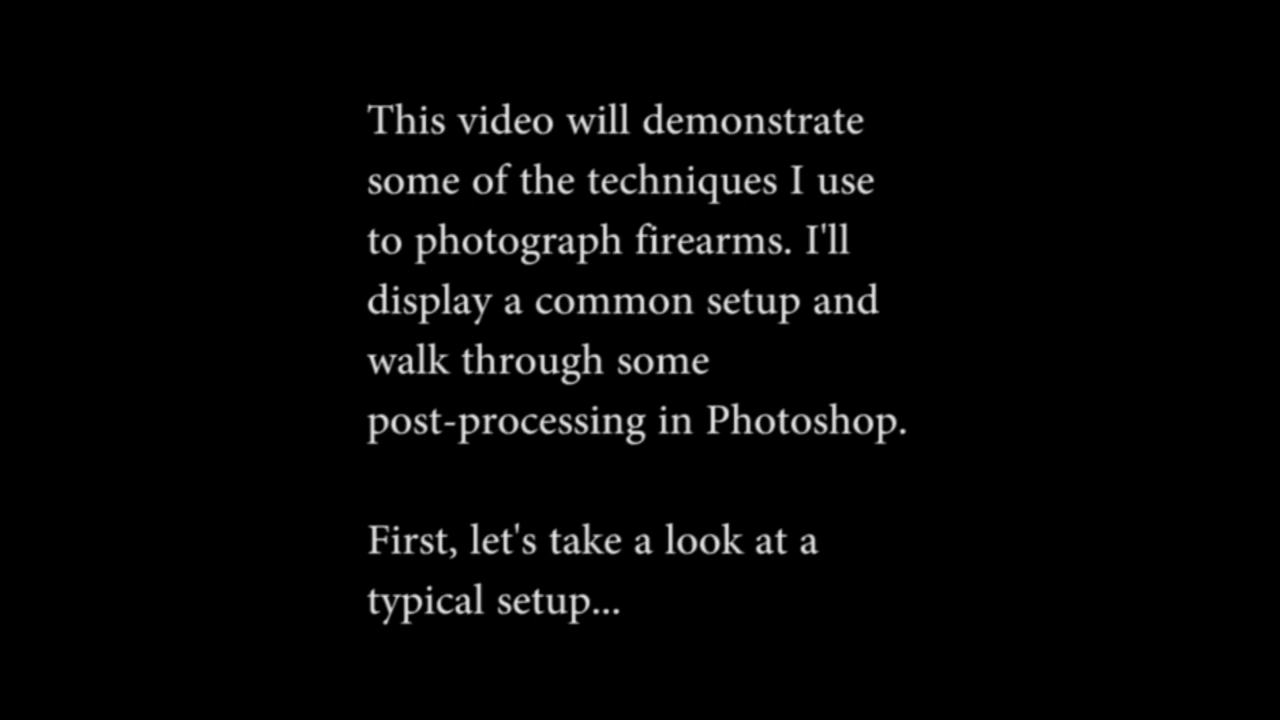 This video will demonstrate
some of the techniques I use
to photograph firearms. I'll
display a common setup and
walk through some
post-processing in Photoshop.
First, let's take a look at a
typical setup...